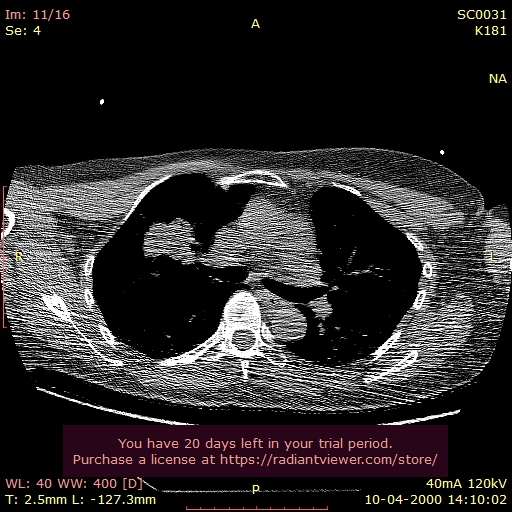 Im: 11/16
Se: 4
A
SC0031
K181
NA
R
L
You have 20 days left in your trial period.
Purchase a license at https://radiantviewer.com/store/
WL: 40 WW: 400 [D]
T: 2.5mm L: -127.3mm
P
40mA 120kV
10-04-2000 14:10:02